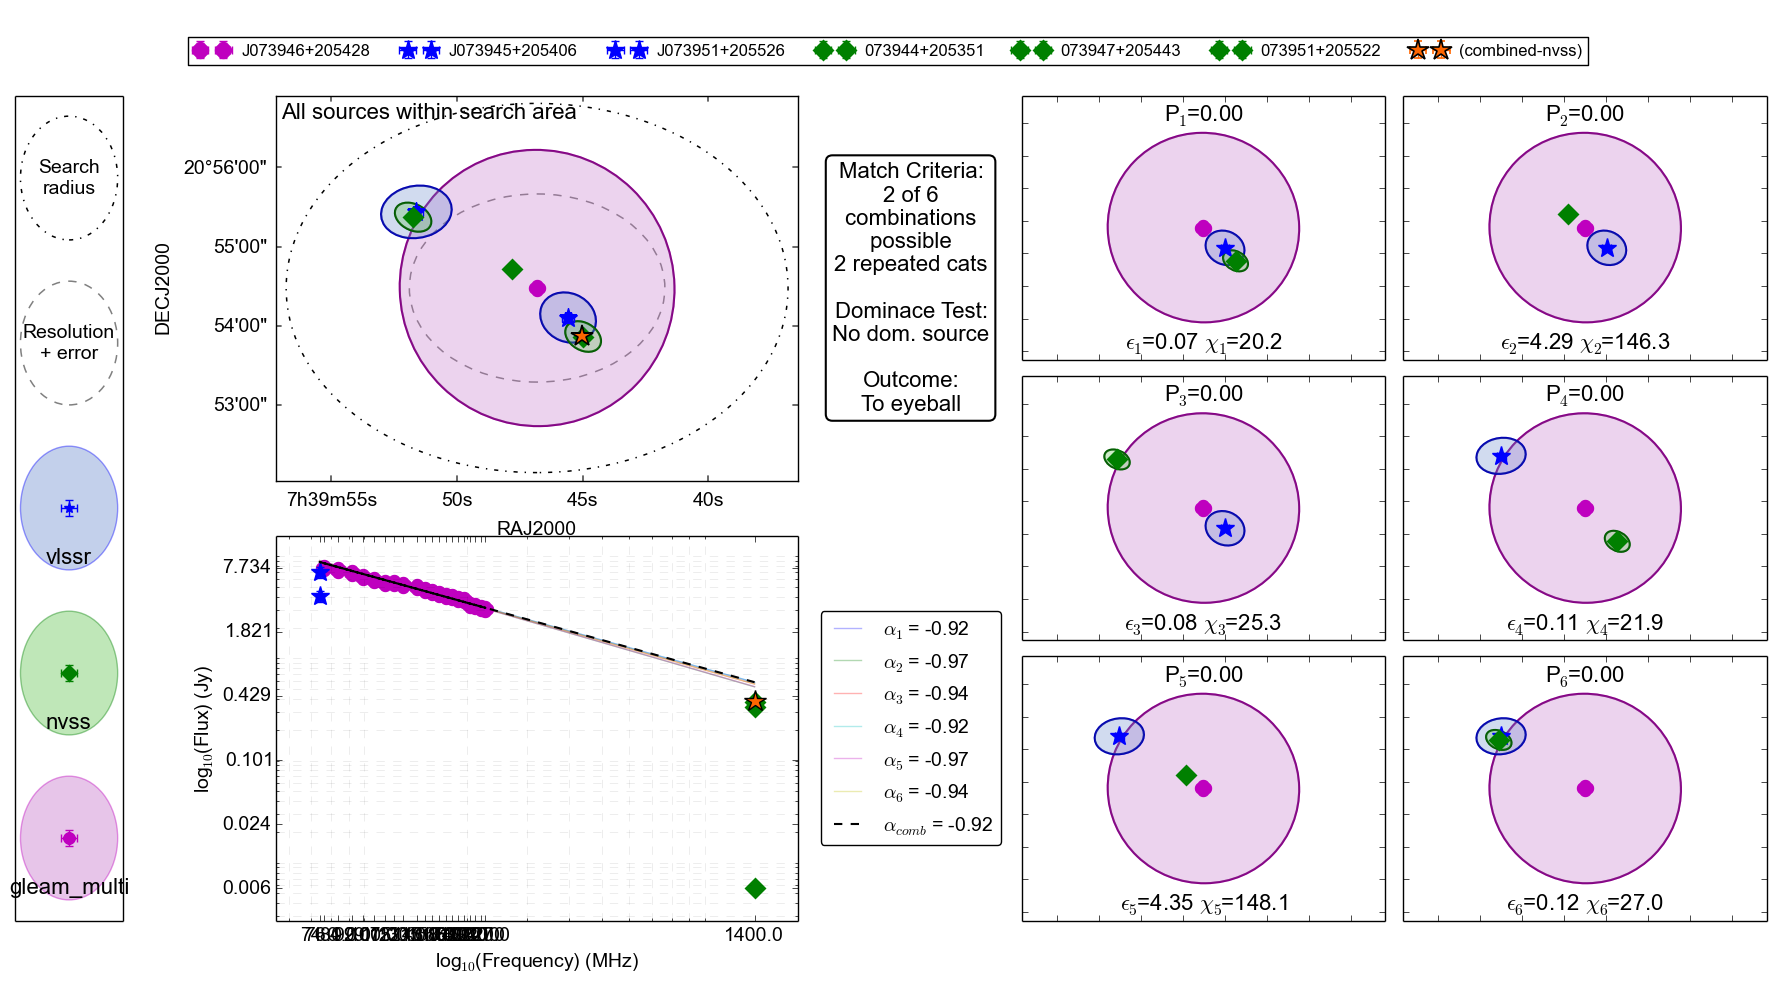 J073946+205428 J073945+205406 J073951+205526 073944+205351 073947+205443 073951+205522 (combined-nvss)
Search
radius
Resolution
+ error
vlssr
nvss
gleam_multi
All sources within search area
DECJ2000
20°56'00"
55'00"
54'00"
53'00"
7h39m55s 50s 45s 40s
RAJ2000
Match Criteria:
2 of 6
combinations
possible
2 repeated cats
Dominace Test:
No dom. source
Outcome:
To eyeball
log10(Flux) (Jy)
7.734
1.821
0.429
0.101
0.024
0.006
1400.0
log10(Frequency) (MHz)
α1 = -0.92
α2 = -0.97
α3 = -0.94
α4 = -0.92
α5 = -0.97
α6 = -0.94
αcomb = -0.92
P1=0.00
ϵ1=0.07 χ1=20.2
P2=0.00
ϵ2=4.29 χ2=146.3
P3=0.00
ϵ3=0.08 χ3=25.3
P4=0.00
ϵ4=0.11 χ4=21.9
P5=0.00
ϵ5=4.35 χ5=148.1
P6=0.00
ϵ6=0.12 χ6=27.0